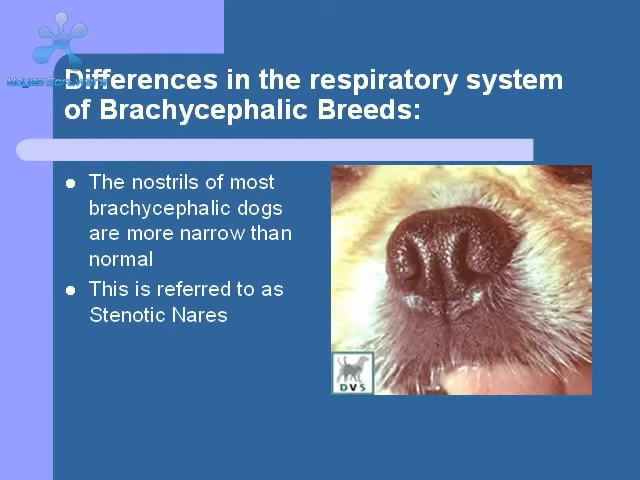 Differences in the respiratory system
of Brachycephalic Breeds:
The nostrils of most
brachycephalic dogs
are more narrow than
normal
This is referred to as
Stenotic Nares
DVS